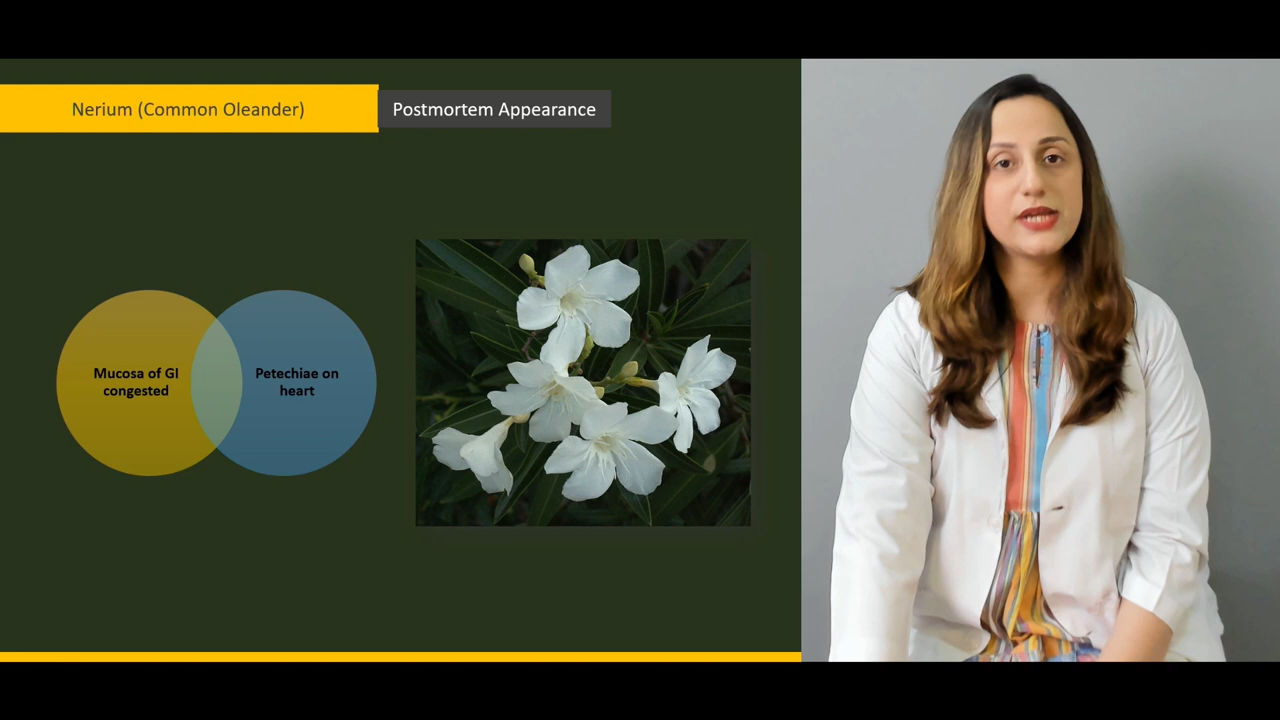 Nerium (Common Oleander)
Postmortem Appearance
Mucosa of GI
congested
Petechiae on
heart